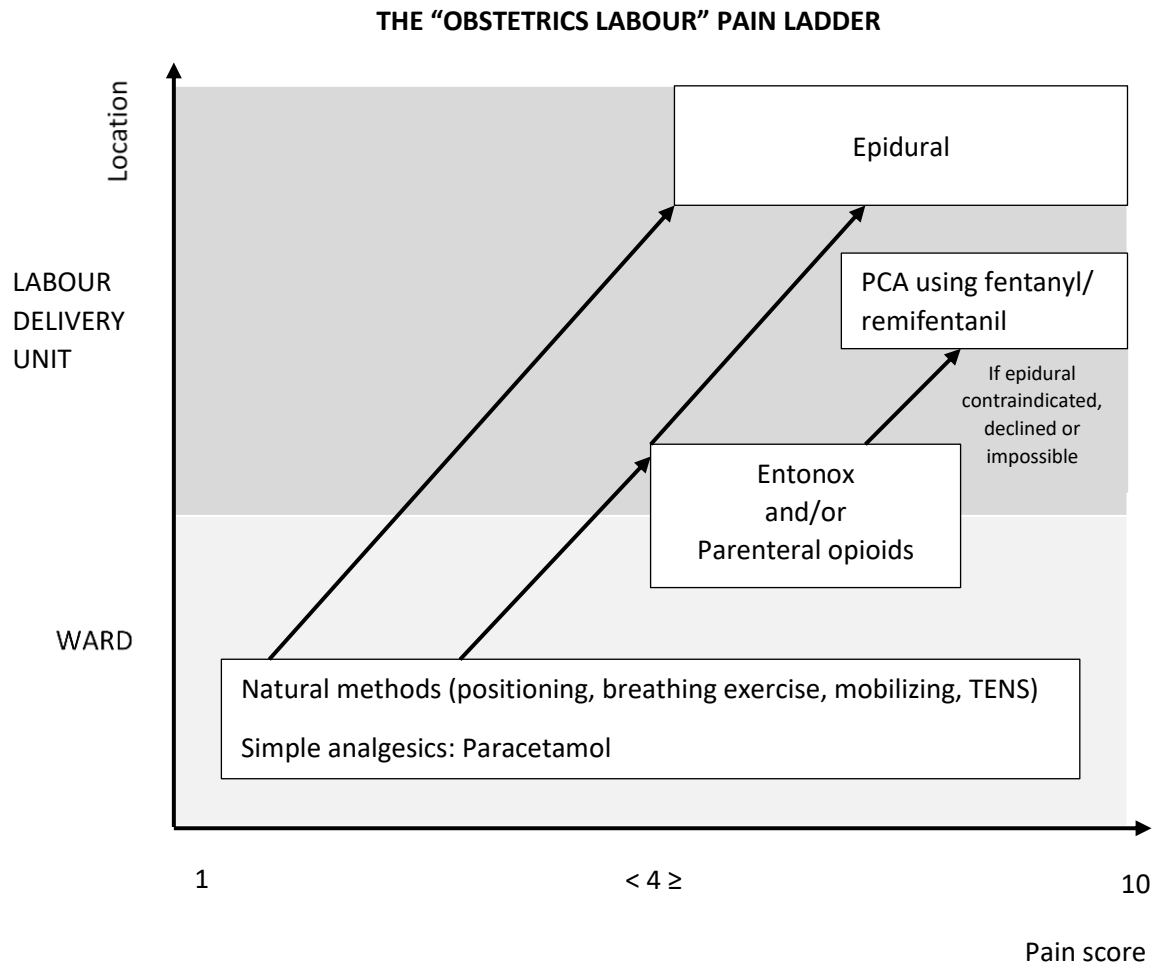 THE “OBSTETRICS LABOUR” PAIN LADDER
Location
Epidural
LABOUR
DELIVERY
UNIT
PCA using fentanyl/
remifentanil
If epidural
contraindicated,
declined or
impossible
Entonox
and/or
Parenteral opioids
WARD
Natural methods (positioning, breathing exercise, mobilizing, TENS)
Simple analgesics: Paracetamol
1
< 4 ≥
10
Pain score